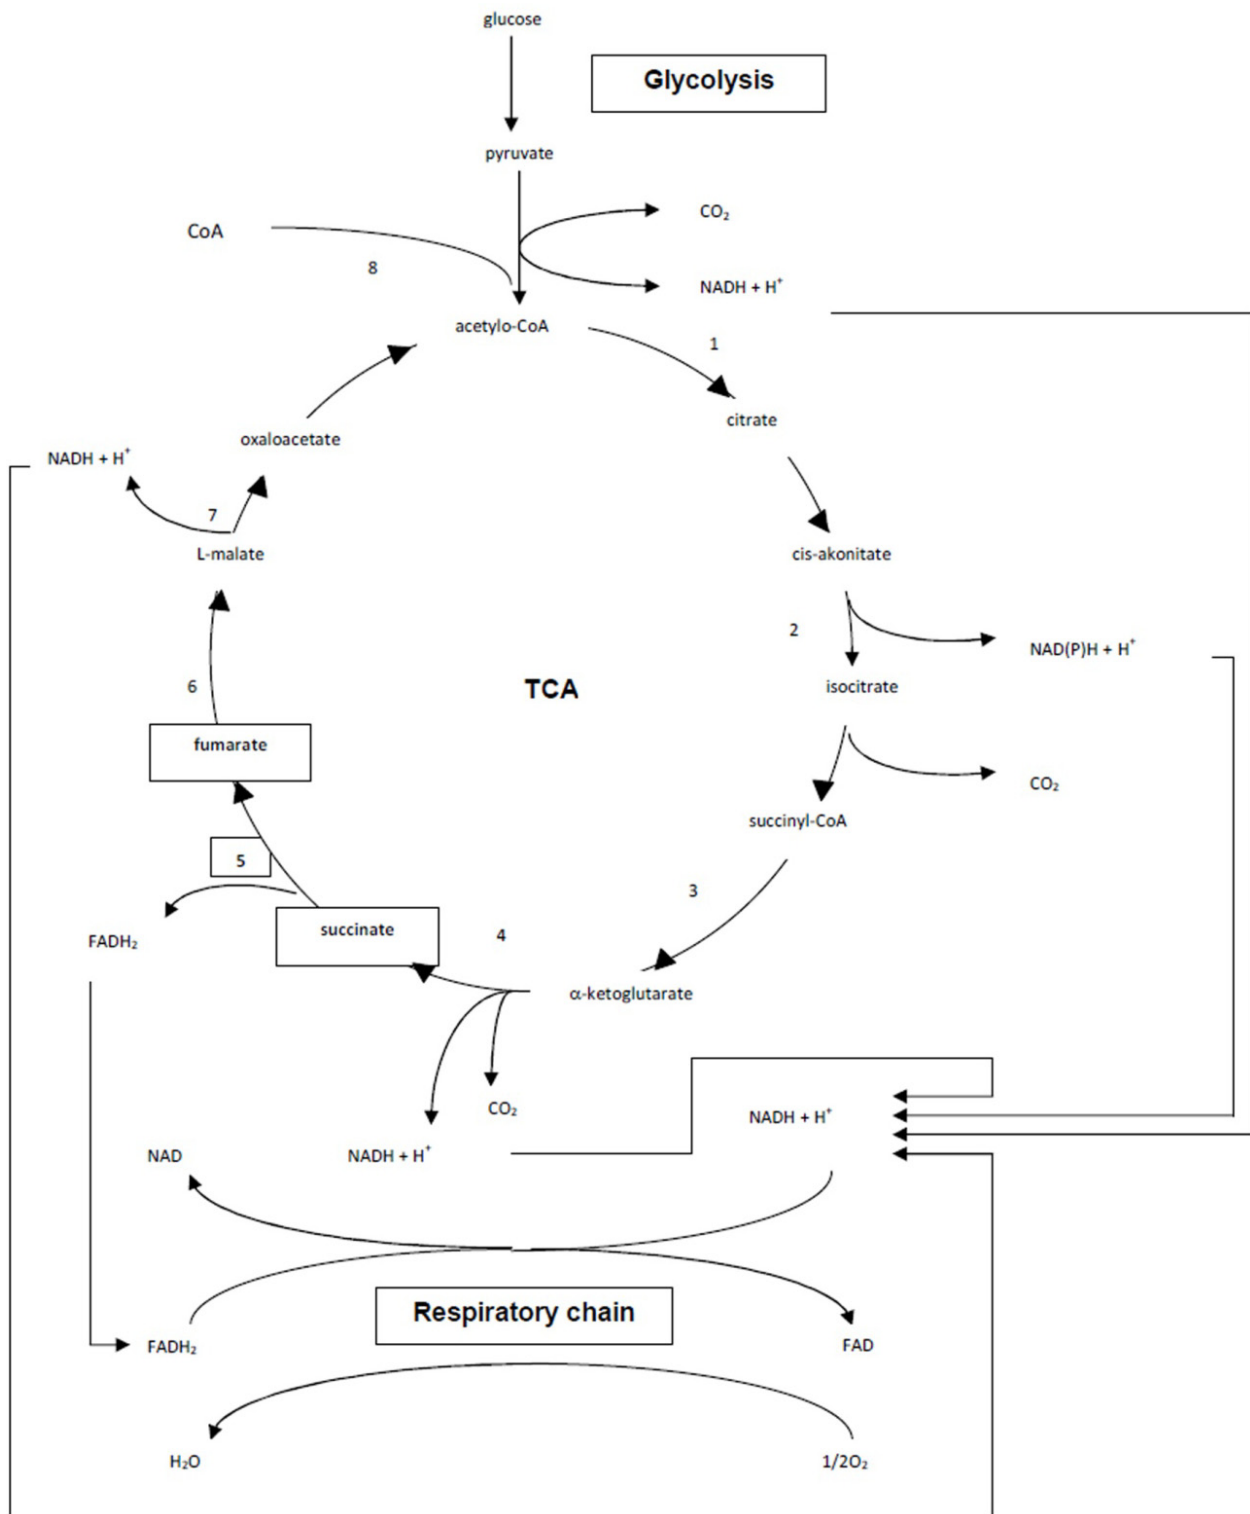 glucose
Glycolysis
pyruvate
CO₂
CoA
8
NADH + H⁺
acetylo-CoA
1
citrate
oxaloacetate
NADH + H⁺
7
L-malate
cis-akonitate
2
NAD(P)H + H⁺
6
TCA
isocitrate
fumarate
CO₂
succinyl-CoA
5
3
succinate
4
FADH₂
α-ketoglutarate
CO₂
NADH + H⁺
NAD
NADH + H⁺
Respiratory chain
FADH₂
FAD
H₂O
1/2O₂